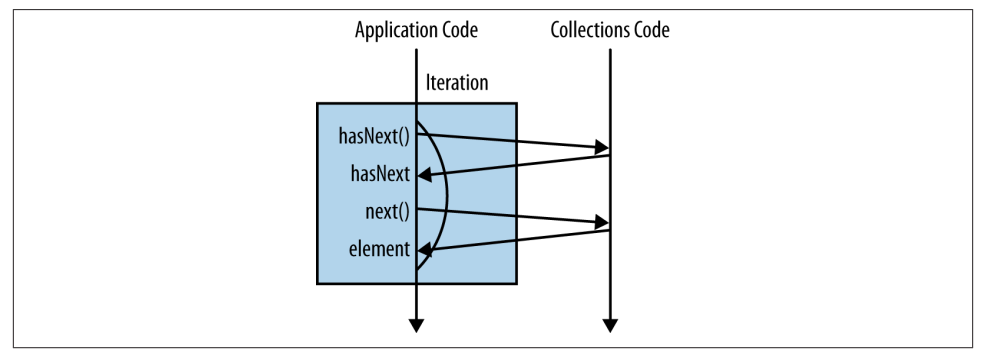 Application Code
Collections Code
Iteration
hasNext()
hasNext
next()
element